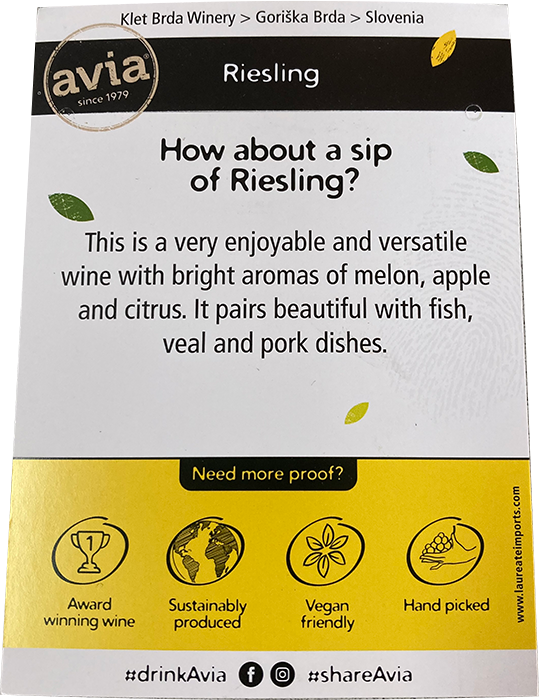 Klet Brda Winery > Goriška Brda > Slovenia
avia®
since 1979
Riesling
How about a sip
of Riesling?
This is a very enjoyable and versatile
wine with bright aromas of melon, apple
and citrus. It pairs beautiful with fish,
veal and pork dishes.
Need more proof?
1
Award
winning wine
Sustainably
produced
Vegan
friendly
Hand picked
www.laureateimports.com
#drinkAvia
#shareAvia